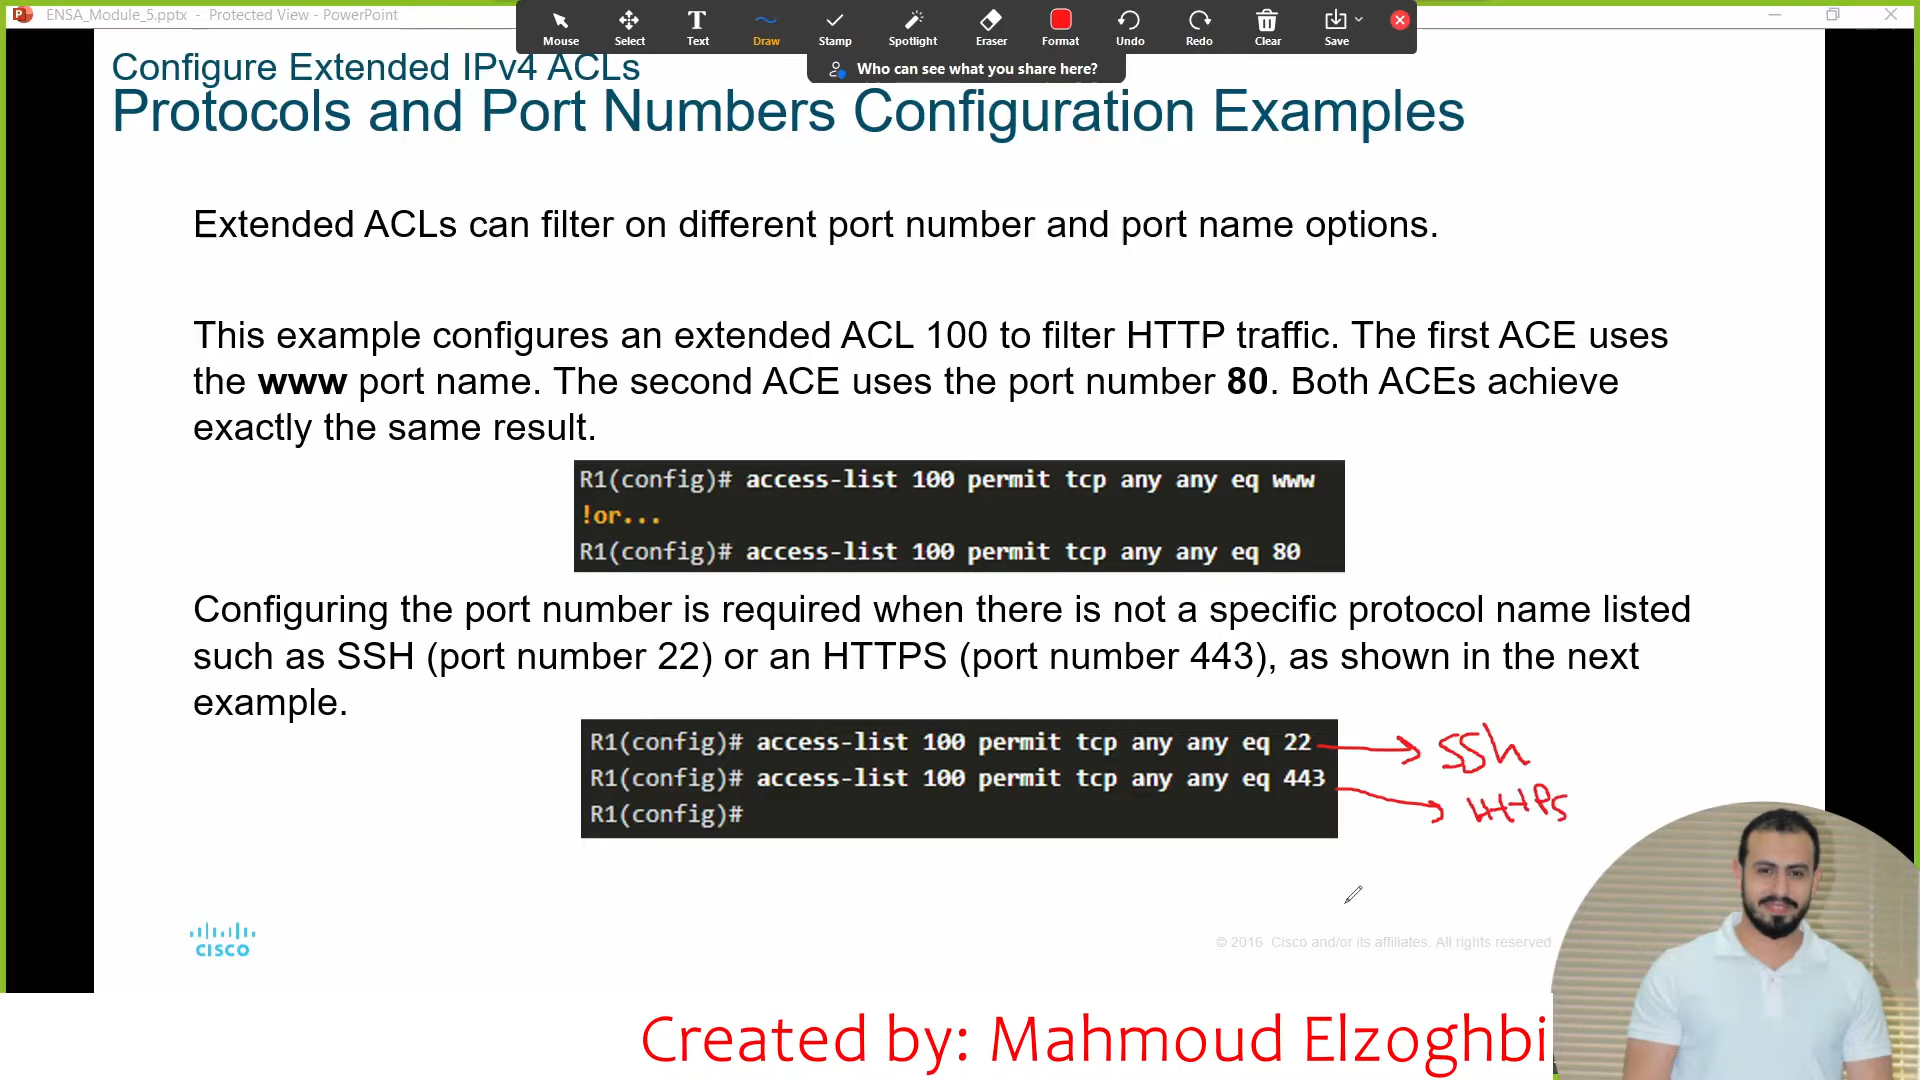 ENSA_Module_5.pptx - Protected View - PowerPoint
Mouse Select Text Draw Stamp Spotlight Eraser Format Undo Redo Clear Save
Who can see what you share here?
Configure Extended IPv4 ACLs
Protocols and Port Numbers Configuration Examples
Extended ACLs can filter on different port number and port name options.
This example configures an extended ACL 100 to filter HTTP traffic. The first ACE uses
the www port name. The second ACE uses the port number 80. Both ACEs achieve
exactly the same result.
R1(config)# access-list 100 permit tcp any any eq www
!or...
R1(config)# access-list 100 permit tcp any any eq 80
Configuring the port number is required when there is not a specific protocol name listed
such as SSH (port number 22) or an HTTPS (port number 443), as shown in the next
example.
R1(config)# access-list 100 permit tcp any any eq 22
SSh
R1(config)# access-list 100 permit tcp any any eq 443
HTTPS
R1(config)#
CISCO
© 2016 Cisco and/or its affiliates. All rights reserved.
Created by: Mahmoud Elzoghbi